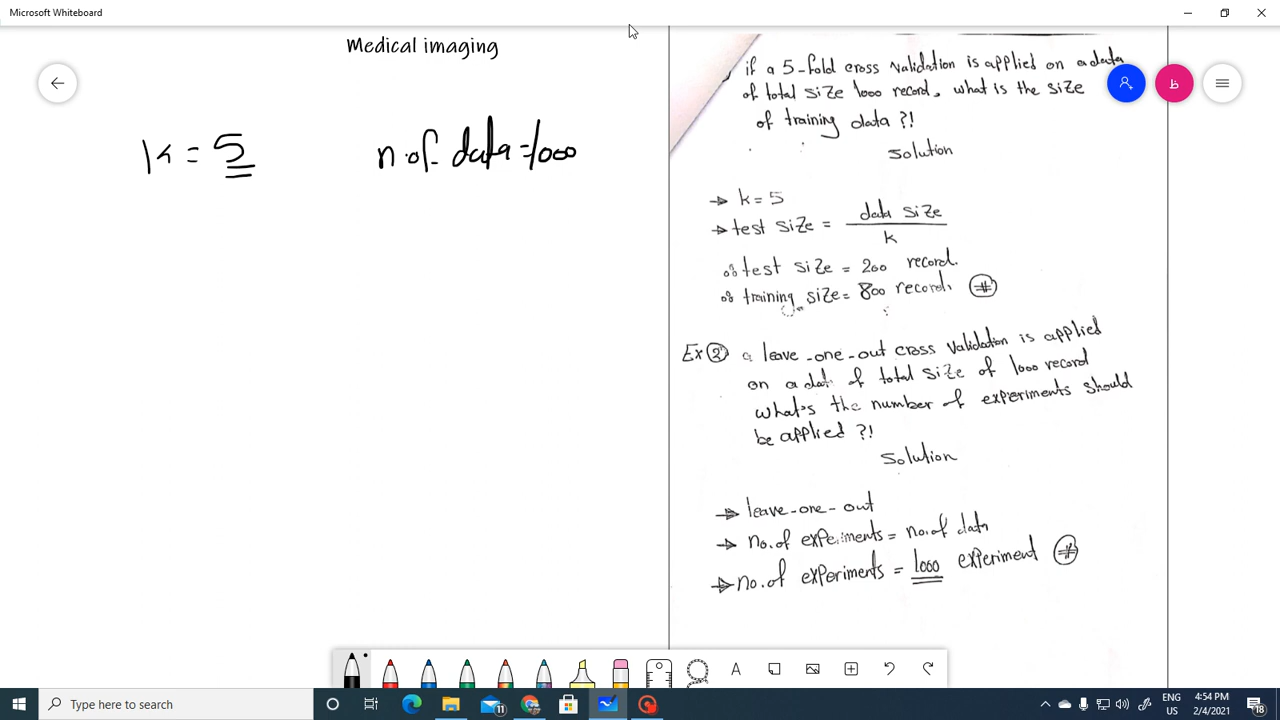 Microsoft Whiteboard
Medical imaging
k = 5
n.of data = 1000
if a 5-fold cross validation is applied on a data
of total size 1000 record, what is the size
of training data ?!
Solution
→ k = 5
→ test size = data size
k
∴ test size = 200 record.
∴ training size = 800 record. #
Ex ② a leave-one-out cross validation is applied
on a data of total size of 1000 record
what's the number of experiments should
be applied ?!
Solution
→ leave-one-out
→ no. of experiments = no. of data
→ no. of experiments = 1000 experiment #
A
Type here to search
11
ENG
US
4:54 PM
2/4/2021
18